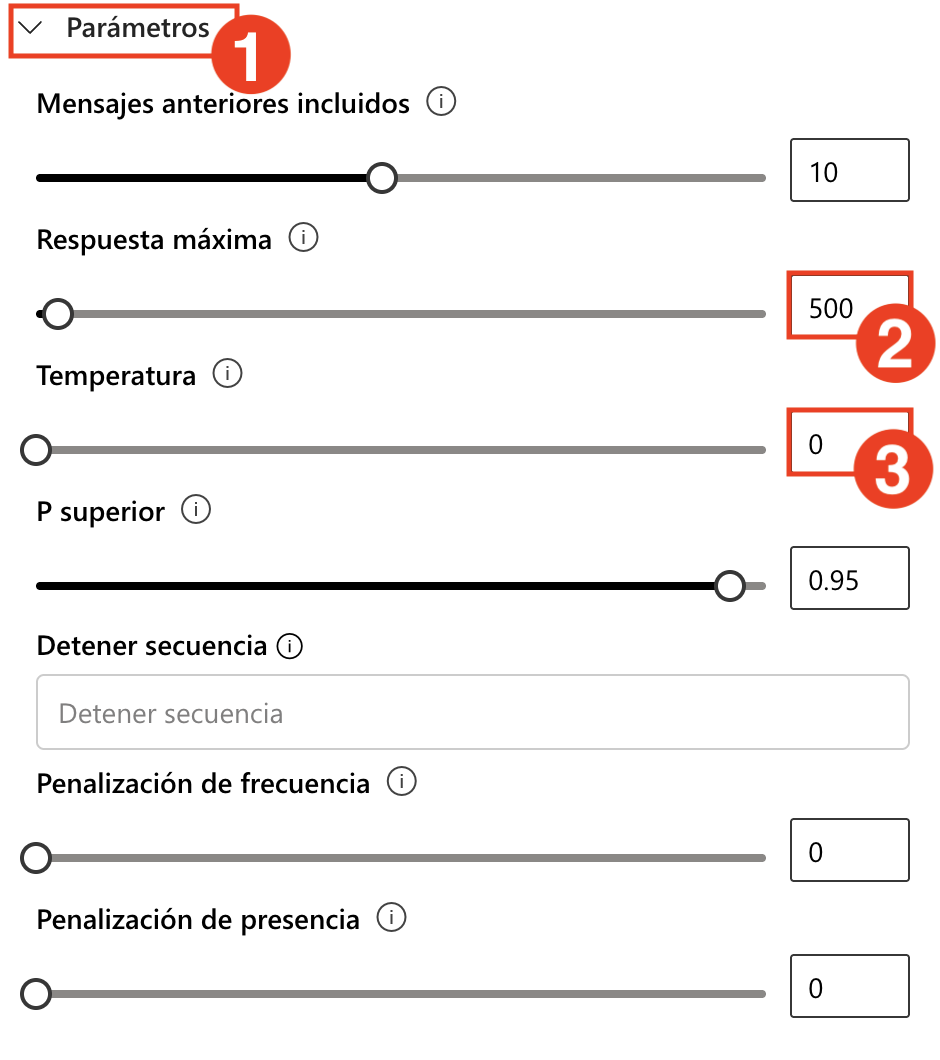 Parámetros
1
Mensajes anteriores incluidos
10
Respuesta máxima
500
2
Temperatura
0
3
P superior
0.95
Detener secuencia
Detener secuencia
Penalización de frecuencia
0
Penalización de presencia
0